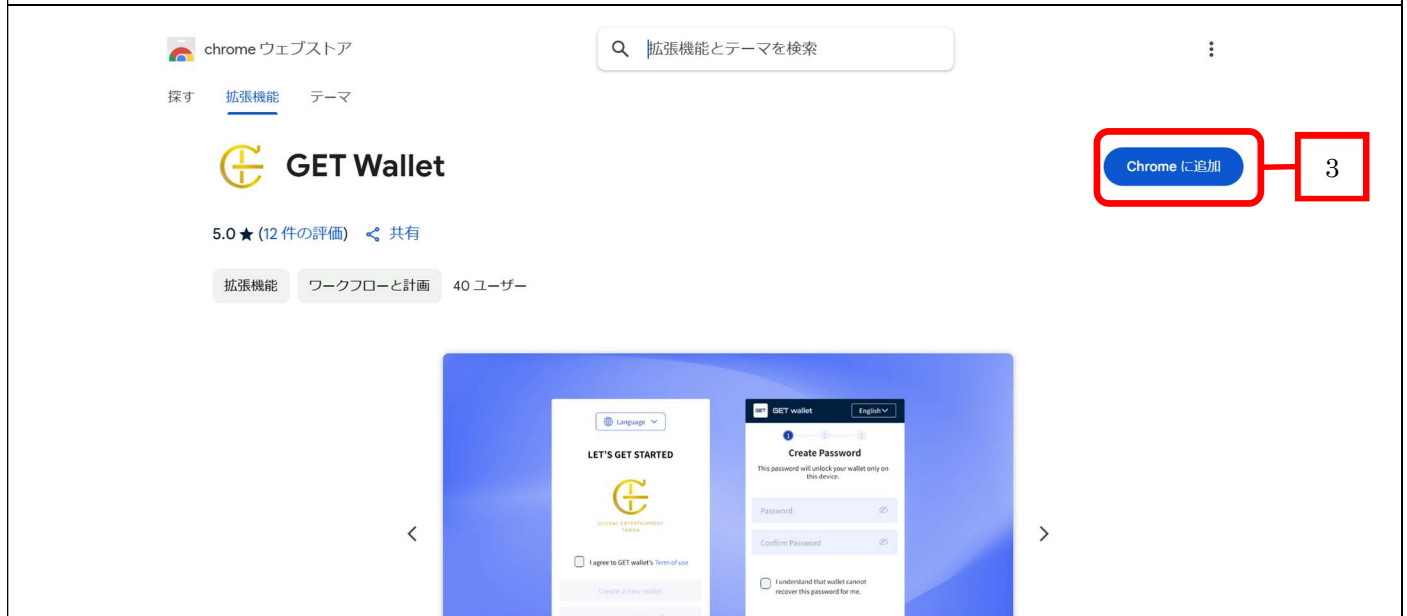 chrome ウェブストア
拡張機能とテーマを検索
探す 拡張機能 テーマ
GET Wallet
Chrome に追加
3
5.0 ★ (12 件の評価) 共有
拡張機能 ワークフローと計画 40 ユーザー
Language
LET'S GET STARTED
GLOBAL ENTERTAINMENT
TOKEN
I agree to GET wallet's Term of use
Create a new wallet
GET GET wallet English
1 2 3
Create Password
This password will unlock your wallet only on
this device.
Password
Confirm Password
I understand that wallet cannot
recover this password for me.